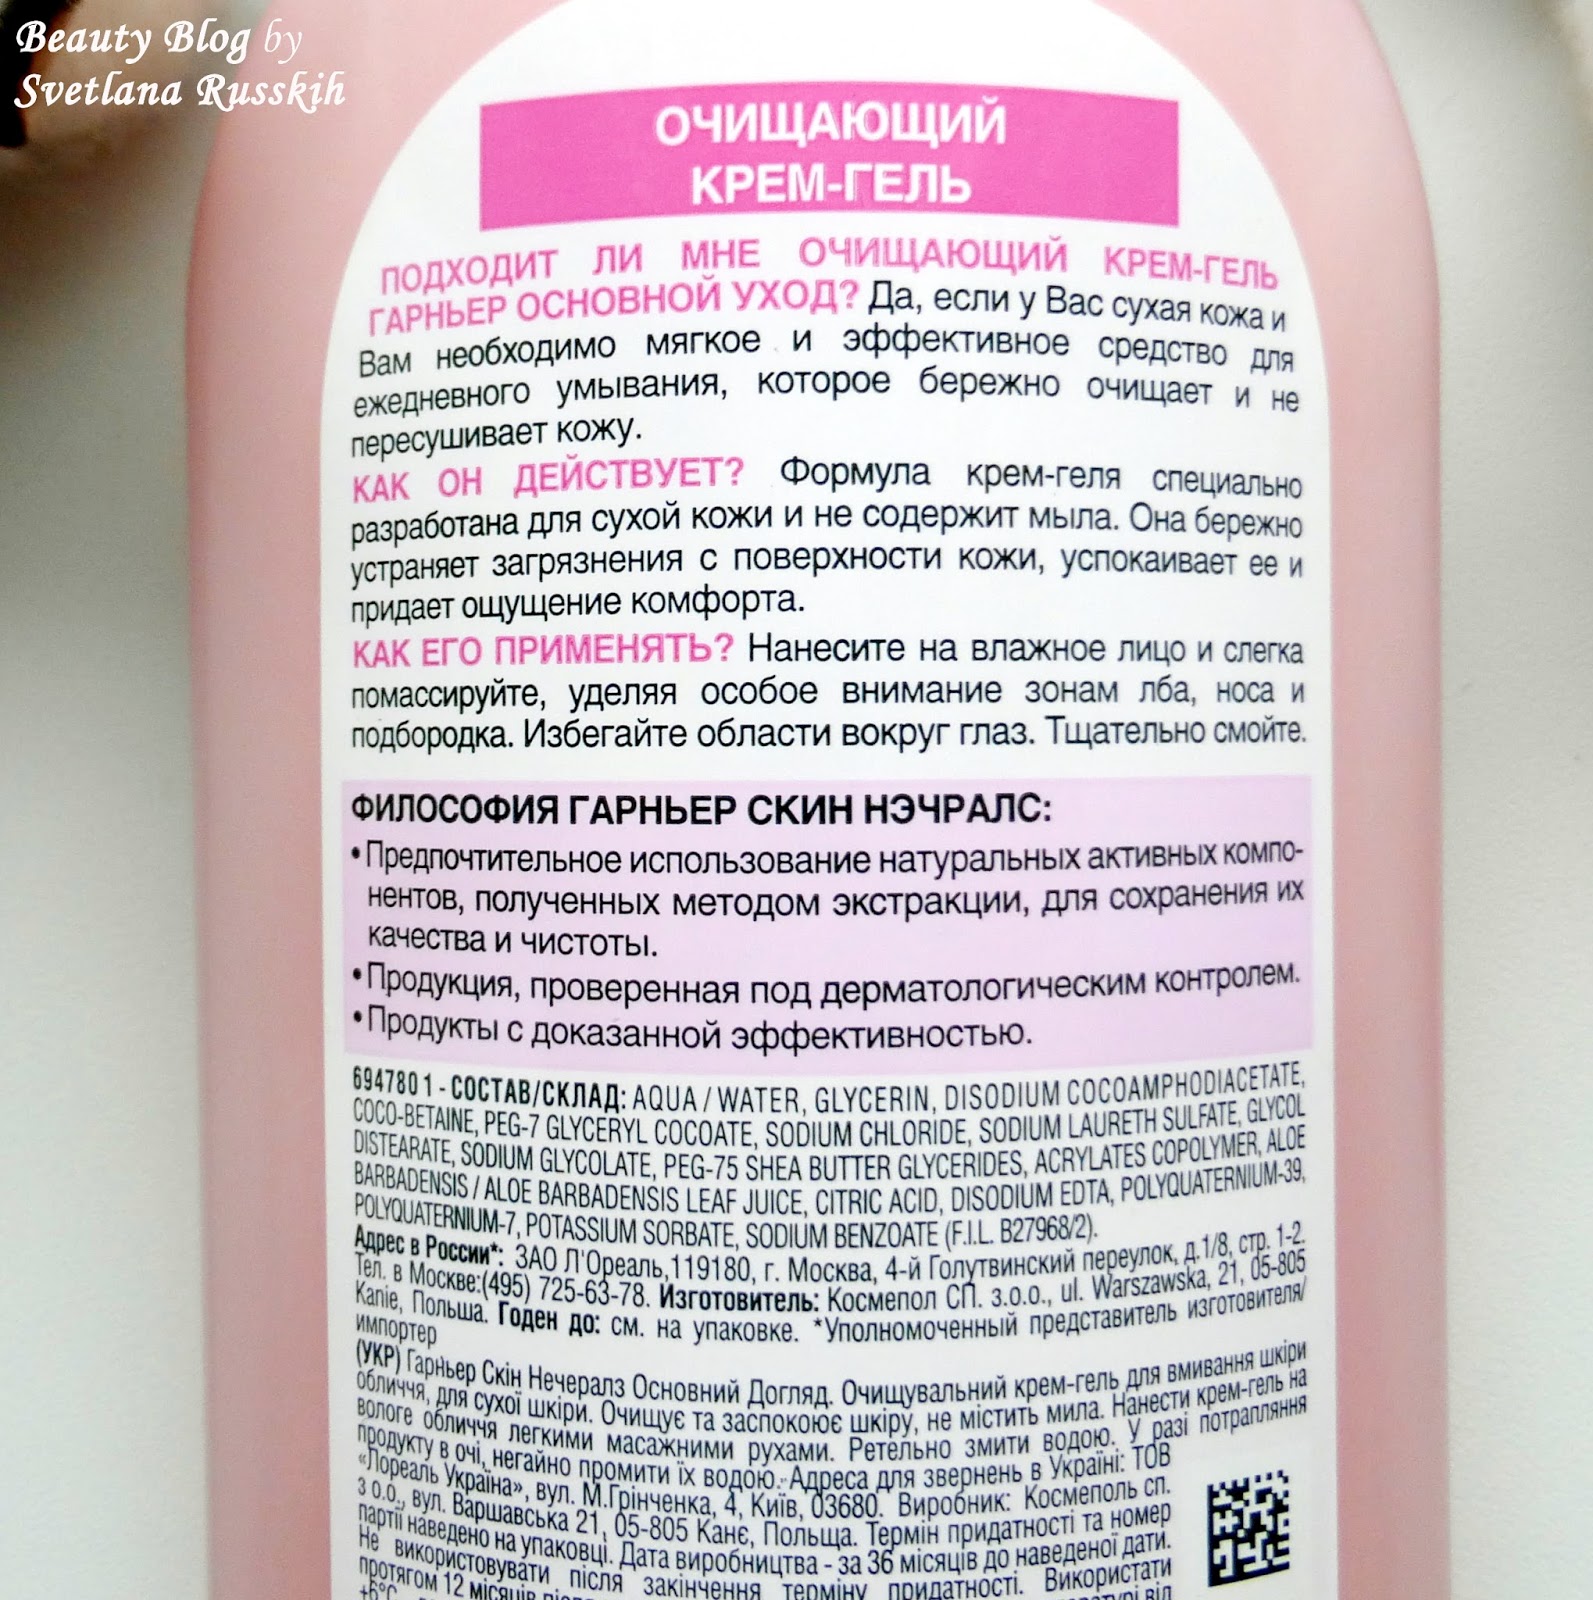 Beauty Blog by
Svetlana Russkih
ОЧИЩАЮЩИЙ
КРЕМ-ГЕЛЬ
ПОДХОДИТ ЛИ МНЕ ОЧИЩАЮЩИЙ КРЕМ-ГЕЛЬ
ГАРНЬЕР ОСНОВНОЙ УХОД? Да, если у Вас сухая кожа и
Вам необходимо мягкое и эффективное средство для
ежедневного умывания, которое бережно очищает и не
пересушивает кожу.
КАК ОН ДЕЙСТВУЕТ? Формула крем-геля специально
разработана для сухой кожи и не содержит мыла. Она бережно
устраняет загрязнения с поверхности кожи, успокаивает ее и
придает ощущение комфорта.
КАК ЕГО ПРИМЕНЯТЬ? Нанесите на влажное лицо и слегка
помассируйте, уделяя особое внимание зонам лба, носа и
подбородка. Избегайте области вокруг глаз. Тщательно смойте.
ФИЛОСОФИЯ ГАРНЬЕР СКИН НЭЧРАЛС:
• Предпочтительное использование натуральных активных компо-
нентов, полученных методом экстракции, для сохранения их
качества и чистоты.
• Продукция, проверенная под дерматологическим контролем.
• Продукты с доказанной эффективностью.
694780 1 - СОСТАВ/СКЛАД: AQUA / WATER, GLYCERIN, DISODIUM COCOAMPHODIACETATE,
COCO-BETAINE, PEG-7 GLYCERYL COCOATE, SODIUM CHLORIDE, SODIUM LAURETH SULFATE, GLYCOL
DISTEARATE, SODIUM GLYCOLATE, PEG-75 SHEA BUTTER GLYCERIDES, ACRYLATES COPOLYMER, ALOE
BARBADENSIS / ALOE BARBADENSIS LEAF JUICE, CITRIC ACID, DISODIUM EDTA, POLYQUATERNIUM-39,
POLYQUATERNIUM-7, POTASSIUM SORBATE, SODIUM BENZOATE (F.I.L. B27968/2).
Адрес в России*: ЗАО Л'Ореаль,119180, г. Москва, 4-й Голутвинский переулок, д.1/8, стр. 1-2.
Тел. в Москве:(495) 725-63-78. Изготовитель: Космепол СП. з.о.о., ul. Warszawska, 21, 05-805
Kanie, Польша. Годен до: см. на упаковке. *Уполномоченный представитель изготовителя/
импортер
(УКР) Гарньер Скін Нечералз Основний Догляд. Очищувальний крем-гель для вмивання шкіри
обличчя, для сухої шкіри. Очищує та заспокоює шкіру, не містить мила. Нанести крем-гель на
вологе обличчя легкими масажними рухами. Ретельно змити водою. У разі потрапляння
продукту в очі, негайно промити їх водою. Адреса для звернень в Україні: ТОВ
«Лореаль Україна», вул. М.Грінченка, 4, Київ, 03680. Виробник: Космеполь сп.
з о.о., вул. Варшавська 21, 05-805 Канє, Польща. Термін придатності та номер
партії наведено на упаковці. Дата виробництва - за 36 місяців до наведеної дати.
Не використовувати після закінчення терміну придатності. Використати
протягом 12 місяців
+6°C